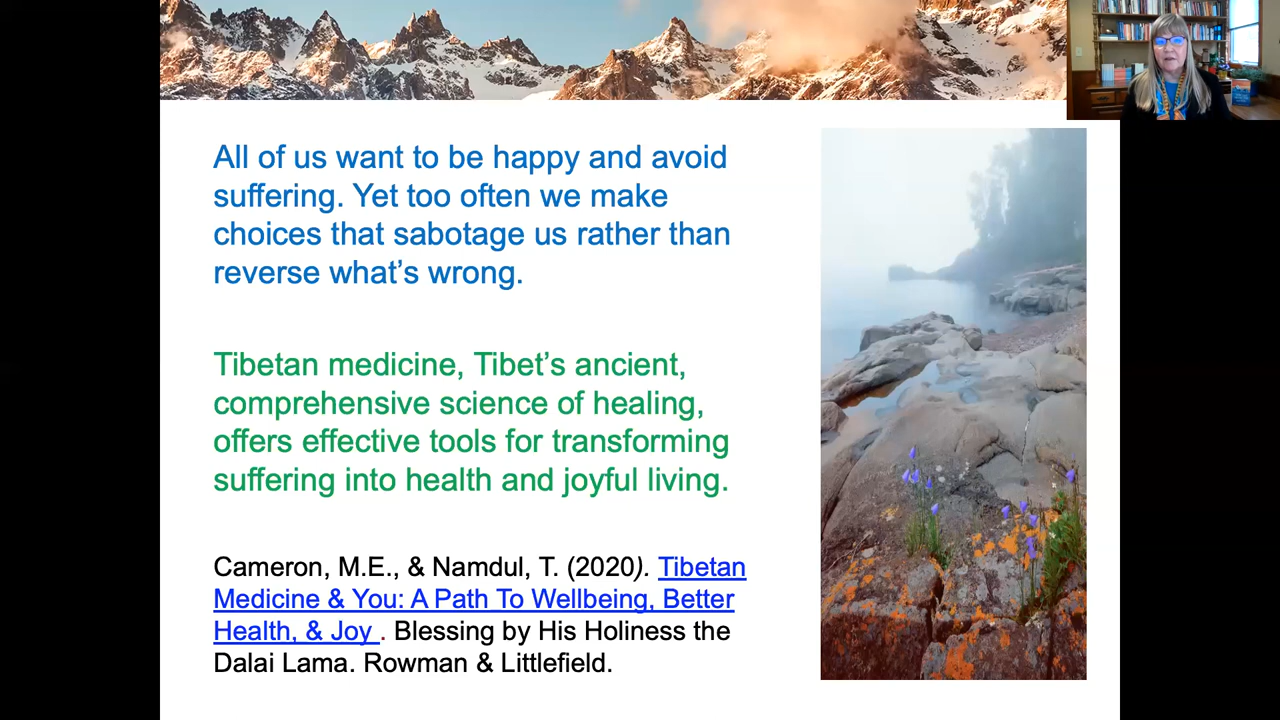 All of us want to be happy and avoid
suffering. Yet too often we make
choices that sabotage us rather than
reverse what’s wrong.
Tibetan medicine, Tibet’s ancient,
comprehensive science of healing,
offers effective tools for transforming
suffering into health and joyful living.
Cameron, M.E., & Namdul, T. (2020). Tibetan
Medicine & You: A Path To Wellbeing, Better
Health, & Joy . Blessing by His Holiness the
Dalai Lama. Rowman & Littlefield.